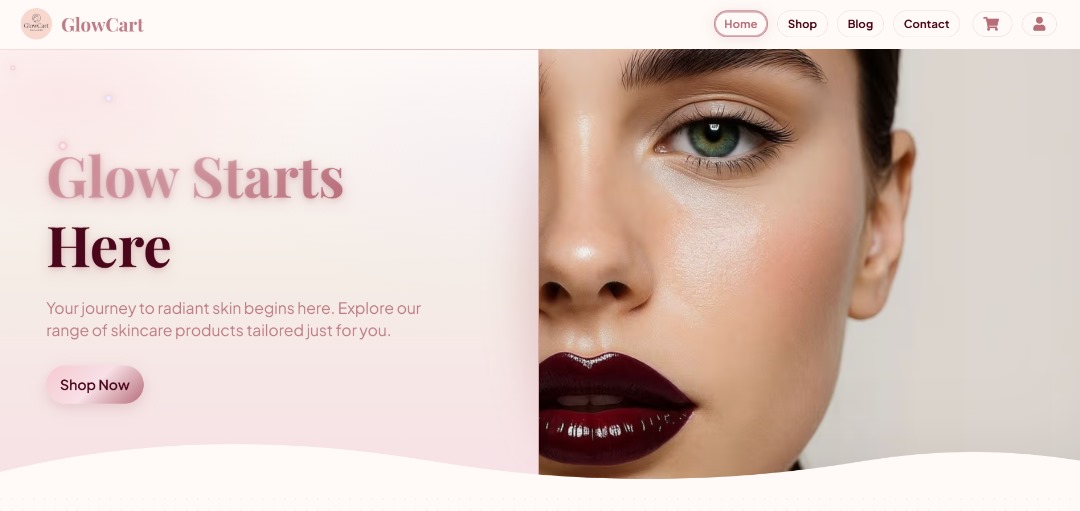 GlowCart
GlowCart
Home
Shop
Blog
Contact
Glow Starts
Here
Your journey to radiant skin begins here. Explore our
range of skincare products tailored just for you.
Shop Now